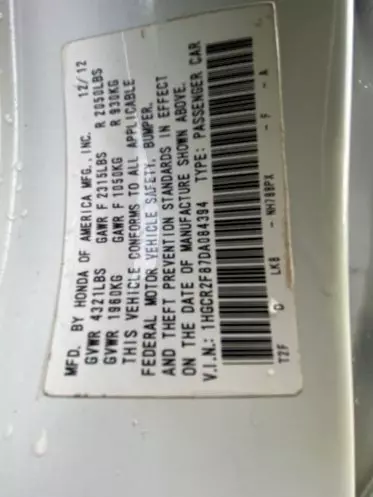 MFD. BY HONDA OF AMERICA MFG.,INC. 12/12
GVWR 4321LBS GAWR F 2315LBS R 2050LBS
GVWR 1960KG GAWR F 1050KG R 930KG
THIS VEHICLE CONFORMS TO ALL APPLICABLE
FEDERAL MOTOR VEHICLE SAFETY, BUMPER,
AND THEFT PREVENTION STANDARDS IN EFFECT
ON THE DATE OF MANUFACTURE SHOWN ABOVE.
V.I.N.: 1HGCR2F87DA084394 TYPE: PASSENGER CAR
T2F D LK8 - NH788PX - F - A